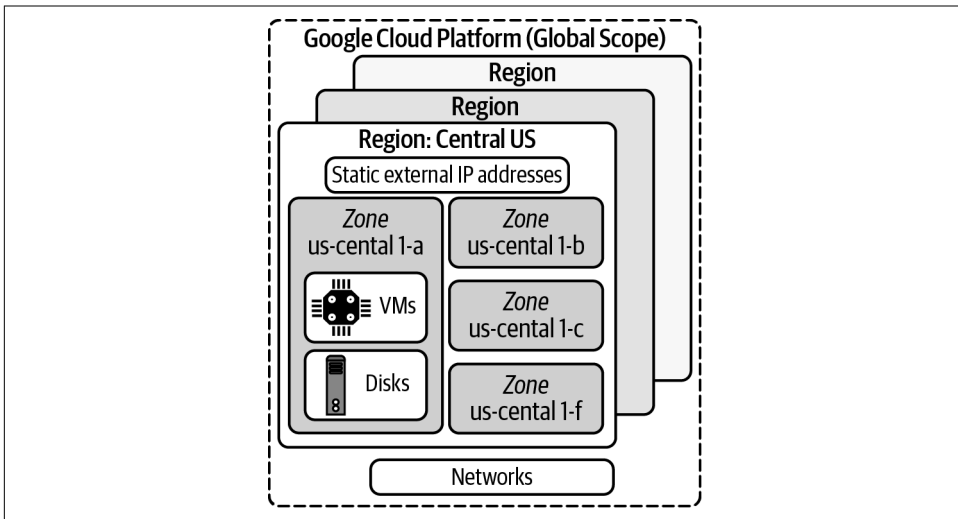 Google Cloud Platform (Global Scope)
Region
Region
Region: Central US
Static external IP addresses
Zone
us-cental 1-a
VMs
Disks
Zone
us-cental 1-b
Zone
us-cental 1-c
Zone
us-cental 1-f
Networks